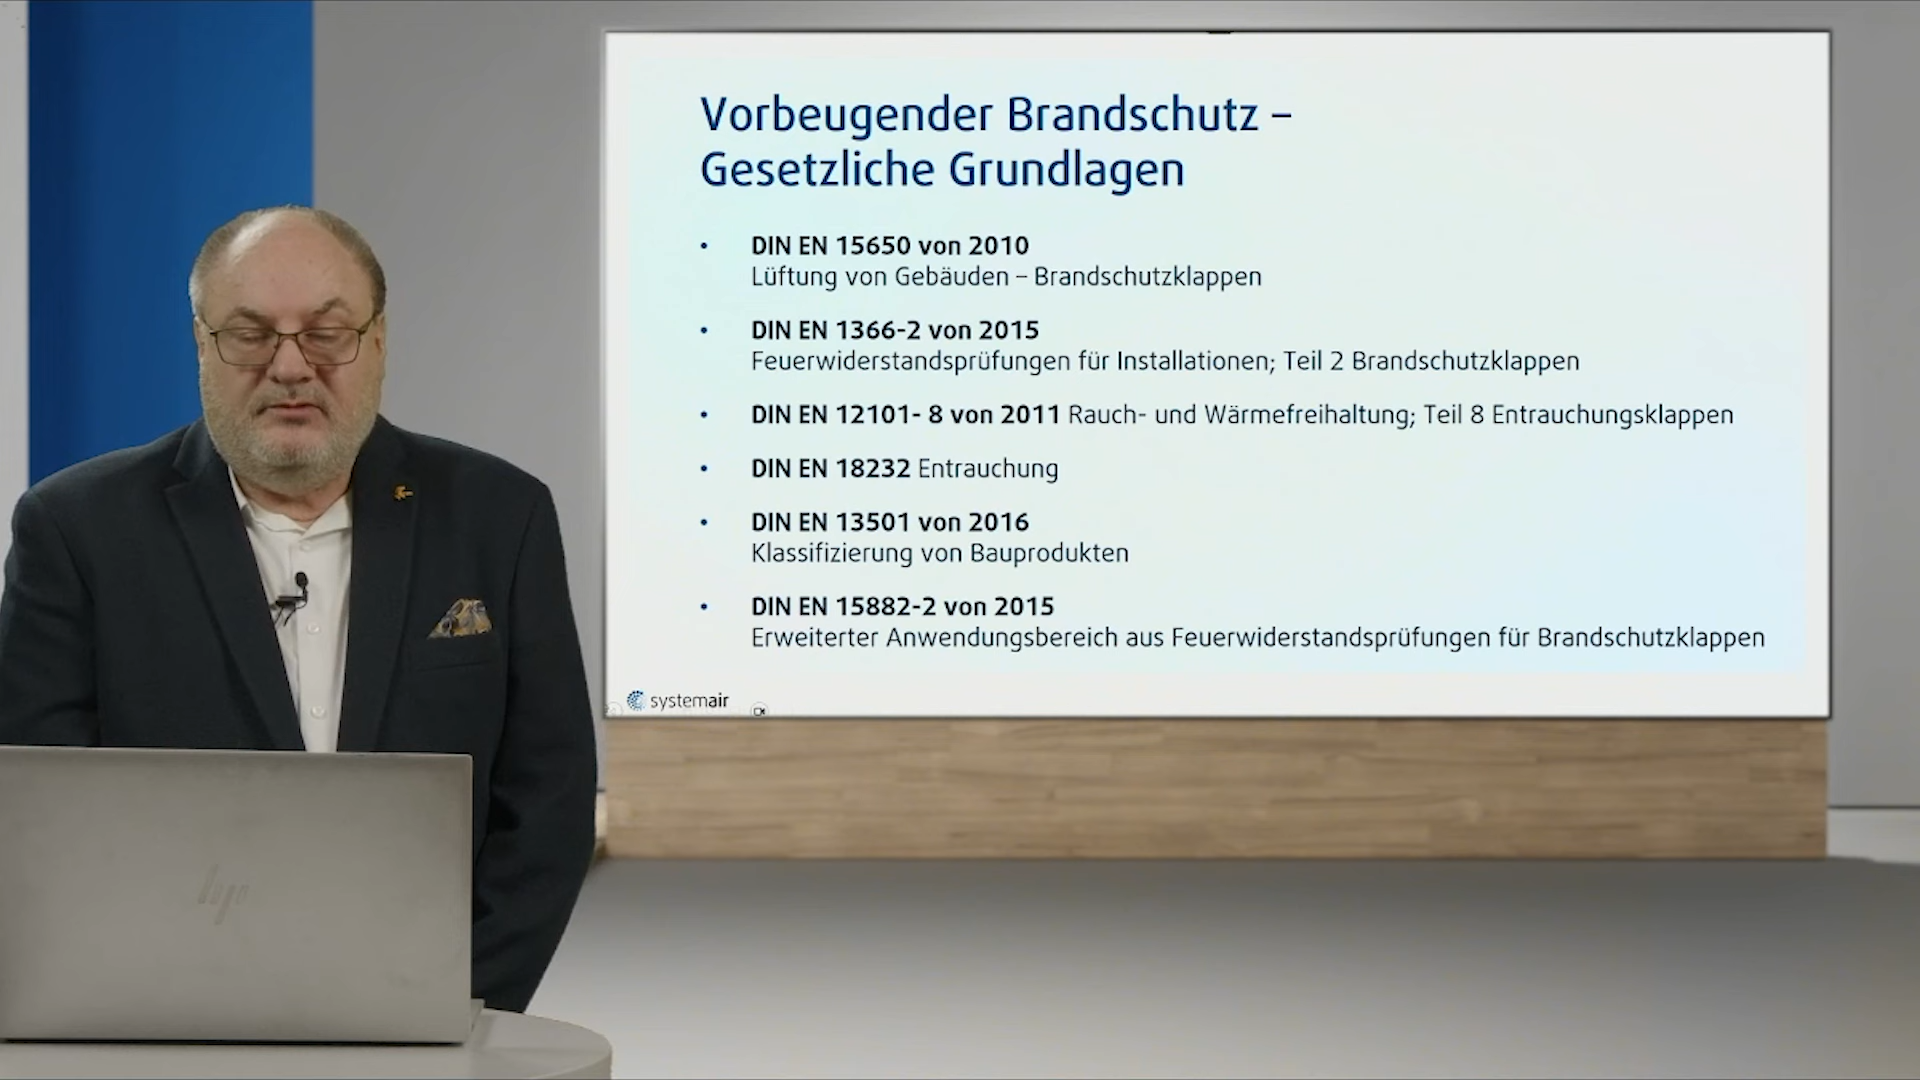 Vorbeugender Brandschutz –
Gesetzliche Grundlagen
• DIN EN 15650 von 2010
Lüftung von Gebäuden – Brandschutzklappen
• DIN EN 1366-2 von 2015
Feuerwiderstandsprüfungen für Installationen; Teil 2 Brandschutzklappen
• DIN EN 12101- 8 von 2011 Rauch- und Wärmefreihaltung; Teil 8 Entrauchungsklappen
• DIN EN 18232 Entrauchung
• DIN EN 13501 von 2016
Klassifizierung von Bauprodukten
• DIN EN 15882-2 von 2015
Erweiterter Anwendungsbereich aus Feuerwiderstandsprüfungen für Brandschutzklappen
systemair
hp